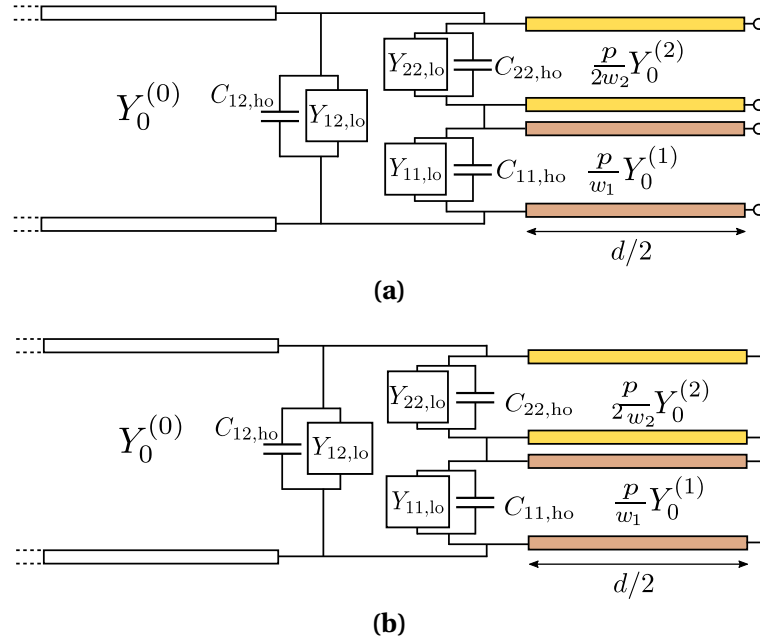 Y_{22,lo} C_{22,ho} \frac{p}{2w_2}Y_0^{(2)}
Y_0^{(0)} C_{12,ho} Y_{12,lo}
Y_{11,lo} C_{11,ho} \frac{p}{w_1}Y_0^{(1)}
d/2
(a)
Y_{22,lo} C_{22,ho} \frac{p}{2w_2}Y_0^{(2)}
Y_0^{(0)} C_{12,ho} Y_{12,lo}
Y_{11,lo} C_{11,ho} \frac{p}{w_1}Y_0^{(1)}
d/2
(b)